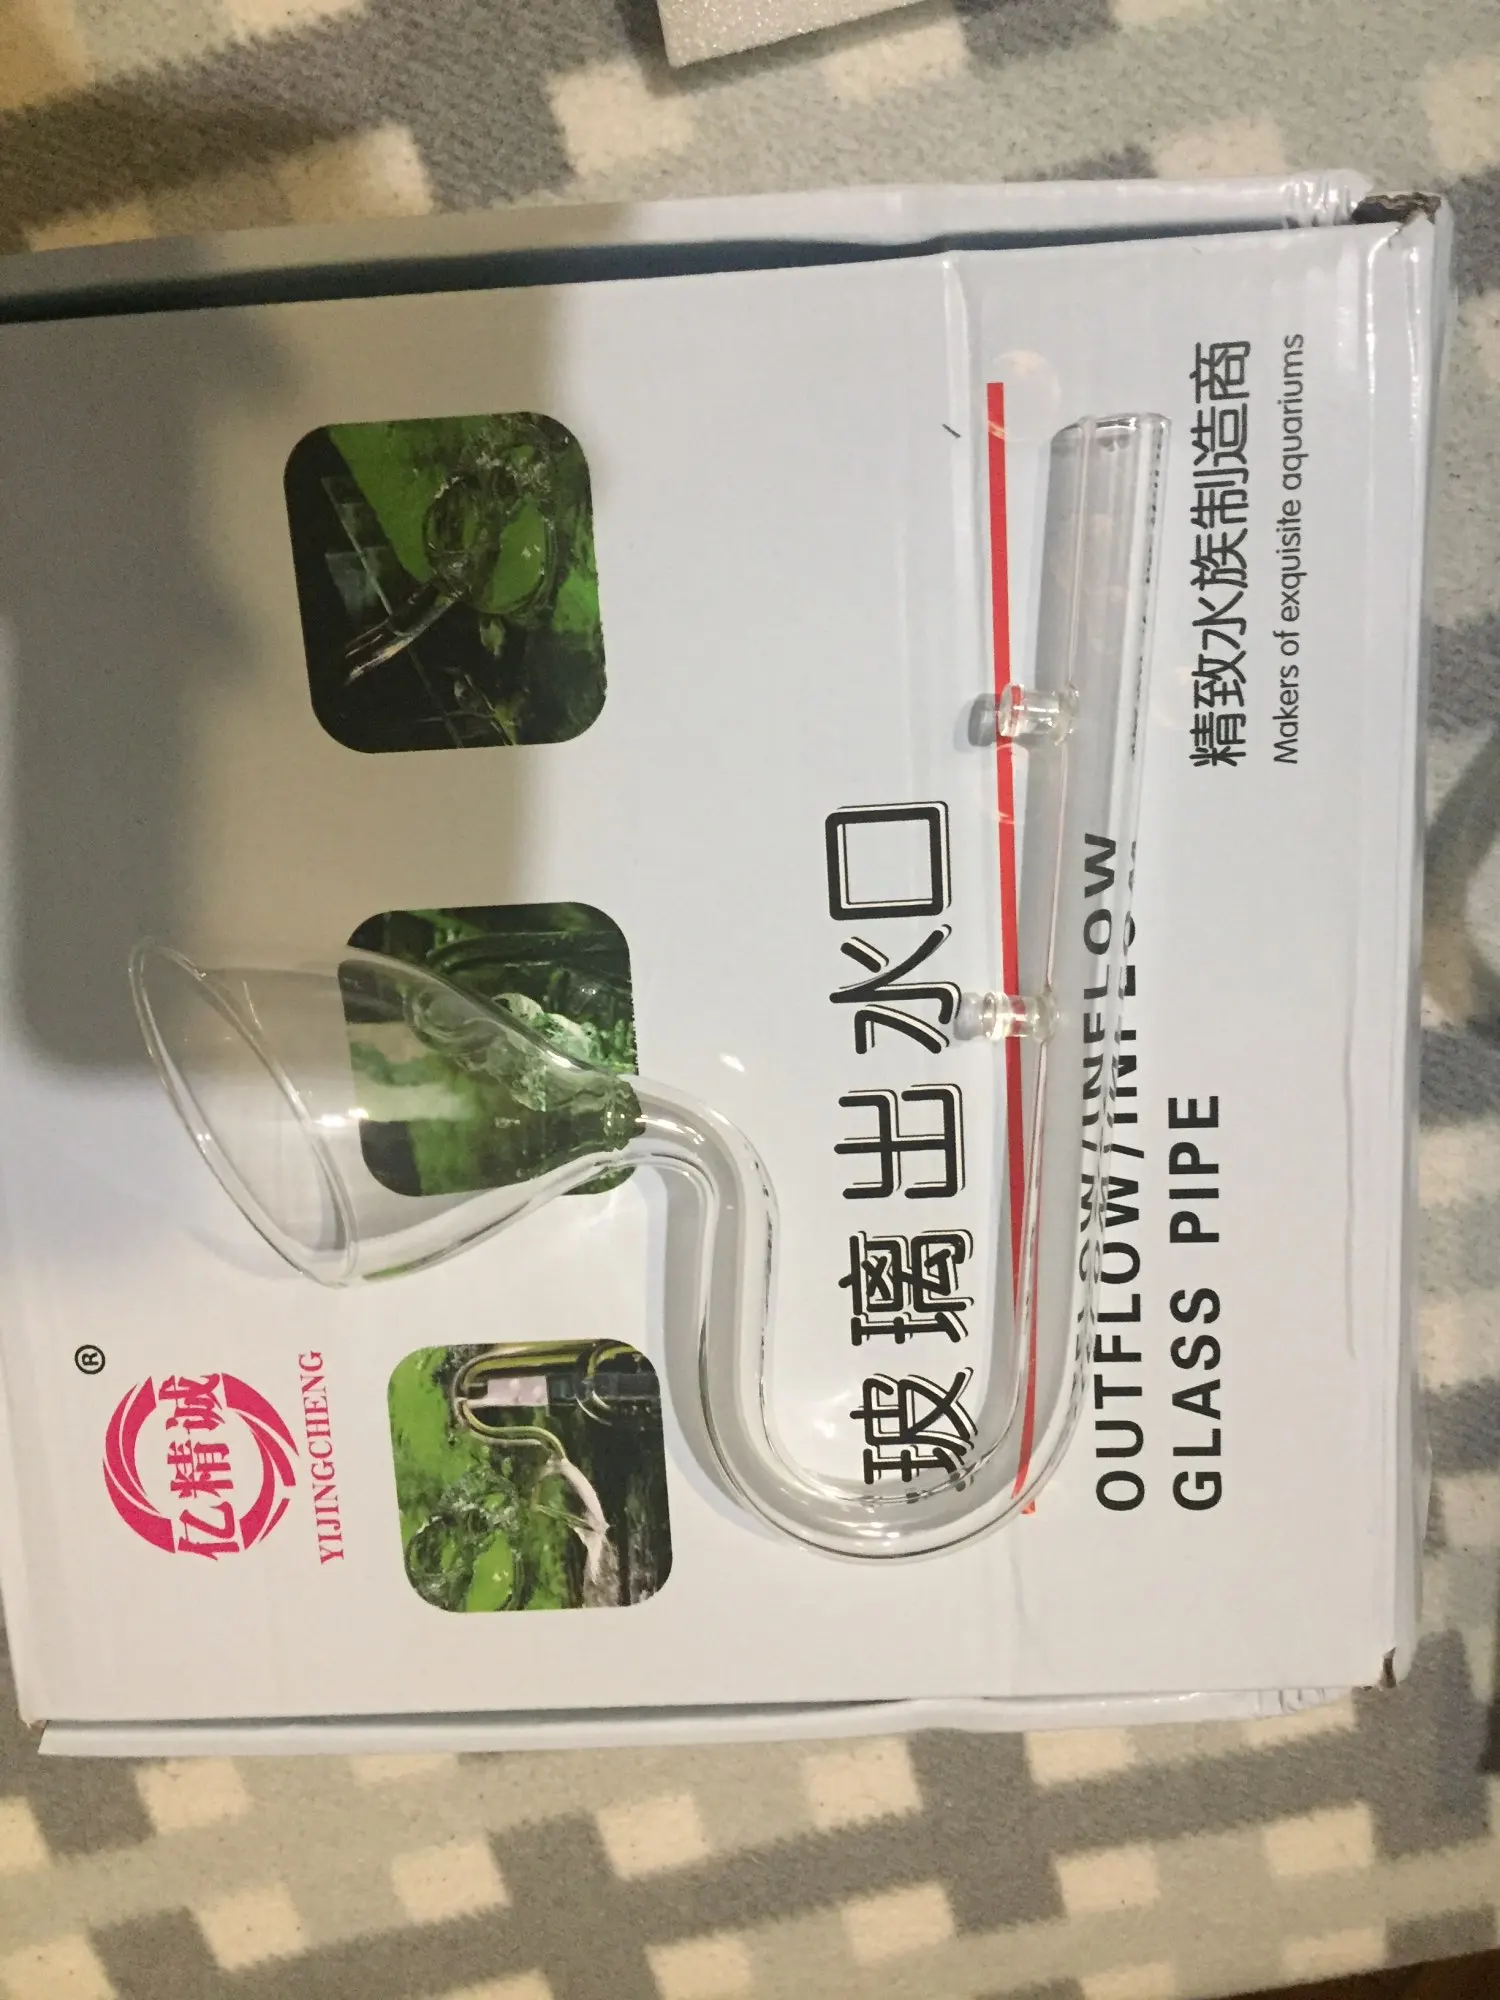 ®
亿精诚
YIJINGCHENG
玻璃出水口
OUTFLOW/INFLOW
GLASS PIPE
精致水族制造商
Makers of exquisite aquariums